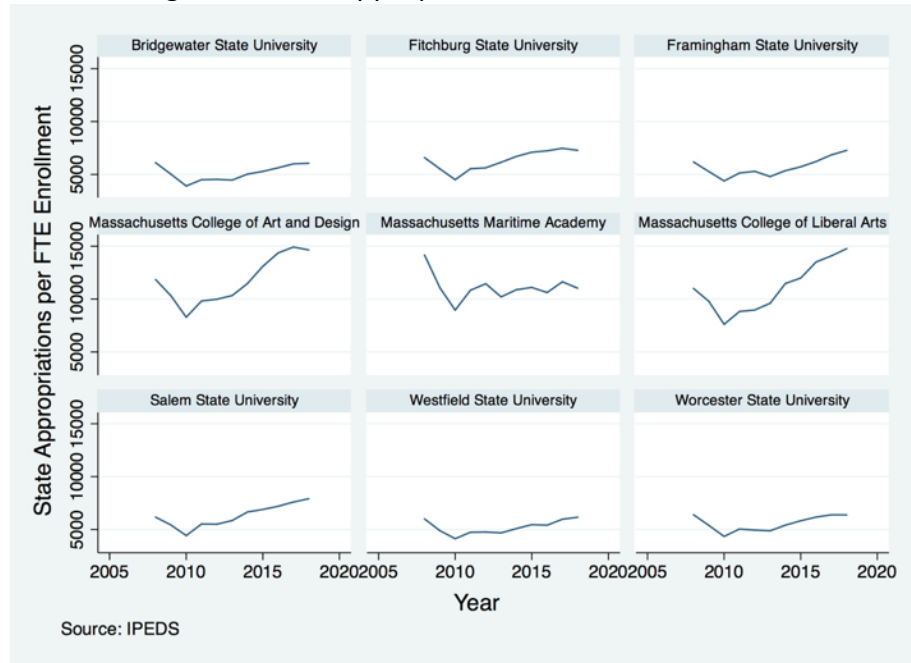 Bridgewater State University Fitchburg State University Framingham State University
15000
10000
5000
Massachusetts College of Art and Design Massachusetts Maritime Academy Massachusetts College of Liberal Arts
15000
10000
5000
Salem State University Westfield State University Worcester State University
15000
10000
5000
State Appropriations per FTE Enrollment
2005 2010 2015 2020 2005 2010 2015 2020 2005 2010 2015 2020
Year
Source: IPEDS